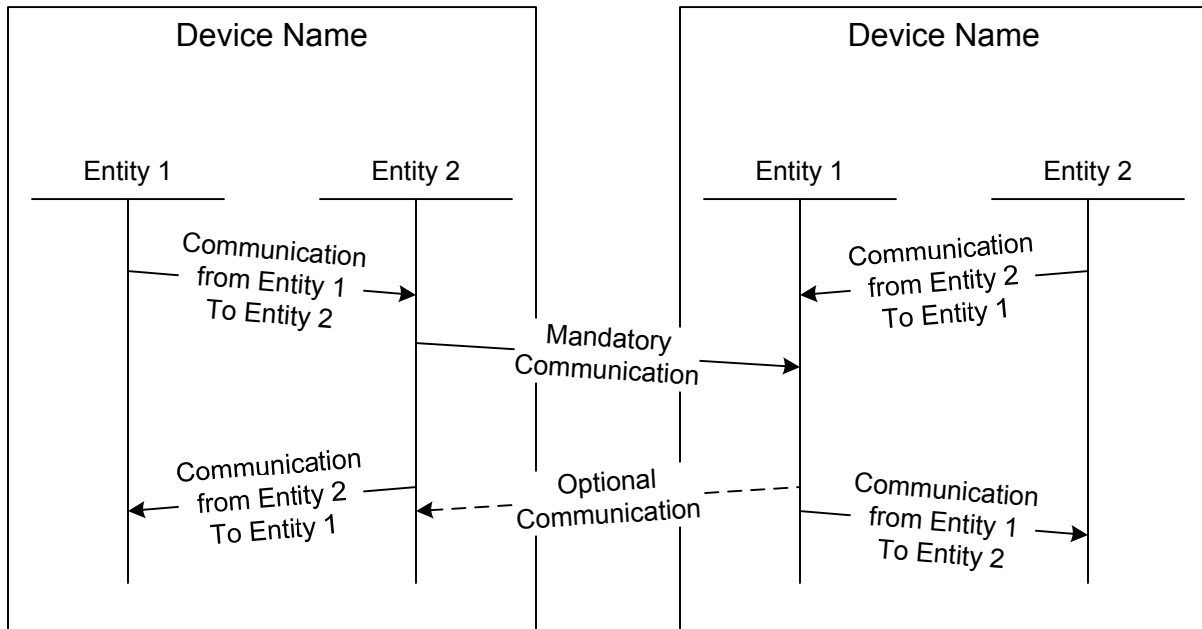 Device Name
Device Name
Entity 1
Entity 2
Entity 1
Entity 2
Communication
from Entity 1
To Entity 2
Communication
from Entity 2
To Entity 1
Mandatory
Communication
Communication
from Entity 2
To Entity 1
Optional
Communication
Communication
from Entity 1
To Entity 2